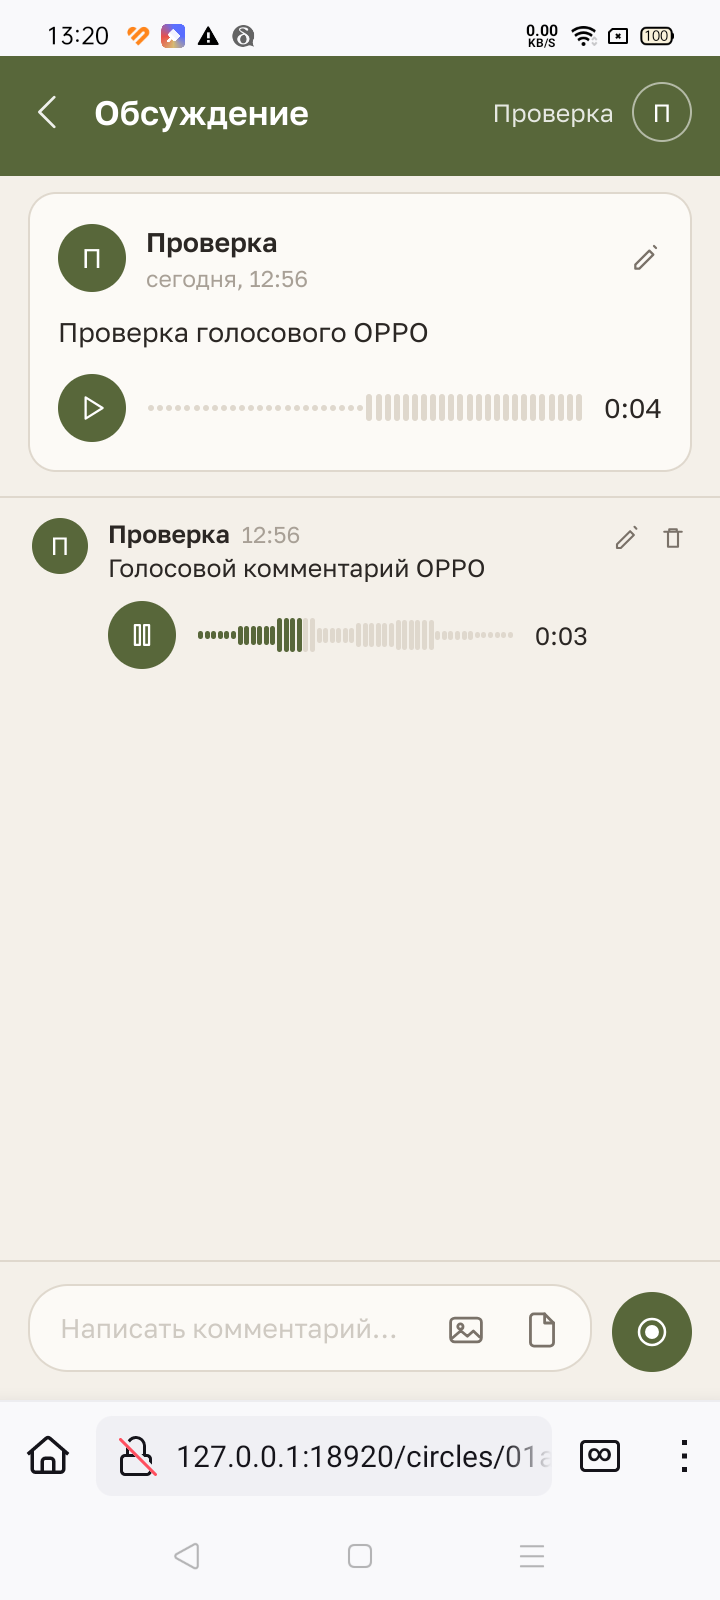 13:20
0.00
KB/S
100
Обсуждение
Проверка
П
П
Проверка
сегодня, 12:56
Проверка голосового OPPO
0:04
П
Проверка 12:56
Голосовой комментарий OPPO
0:03
Написать комментарий...
127.0.0.1:18920/circles/01a